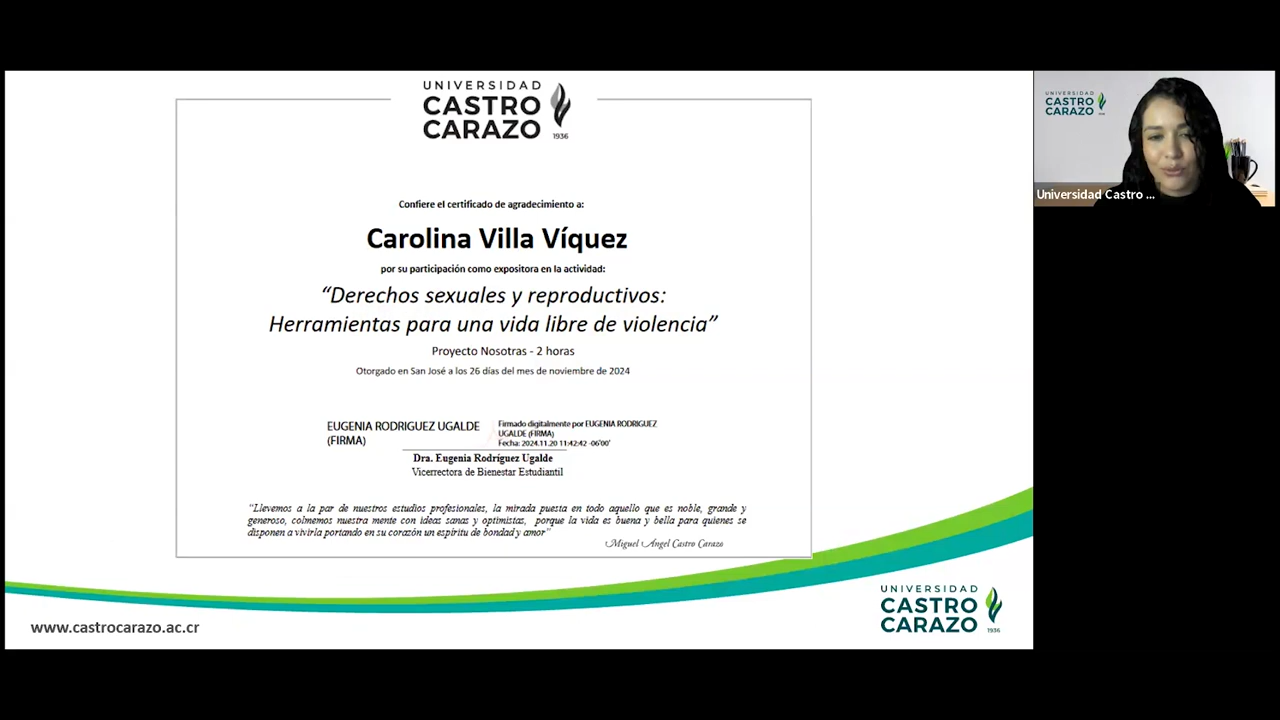 UNIVERSIDAD
CASTRO
CARAZO
1936
Confiere el certificado de agradecimiento a:
Carolina Villa Víquez
por su participación como expositora en la actividad:
“Derechos sexuales y reproductivos:
Herramientas para una vida libre de violencia”
Proyecto Nosotras - 2 horas
Otorgado en San José a los 26 días del mes de noviembre de 2024
EUGENIA RODRIGUEZ UGALDE
(FIRMA)
Firmado digitalmente por EUGENIA RODRIGUEZ
UGALDE (FIRMA)
Fecha: 2024.11.20 11:42:42 -06'00'
Dra. Eugenia Rodríguez Ugalde
Vicerrectora de Bienestar Estudiantil
“Llevemos a la par de nuestros estudios profesionales, la mirada puesta en todo aquello que es noble, grande y
generoso, colmemos nuestra mente con ideas sanas y optimistas, porque la vida es buena y bella para quienes se
disponen a vivirla portando en su corazón un espíritu de bondad y amor”
Miguel Ángel Castro Carazo
www.castrocarazo.ac.cr
UNIVERSIDAD
CASTRO
CARAZO
1936
UNIVERSIDAD
CASTRO
CARAZO
Universidad Castro ...